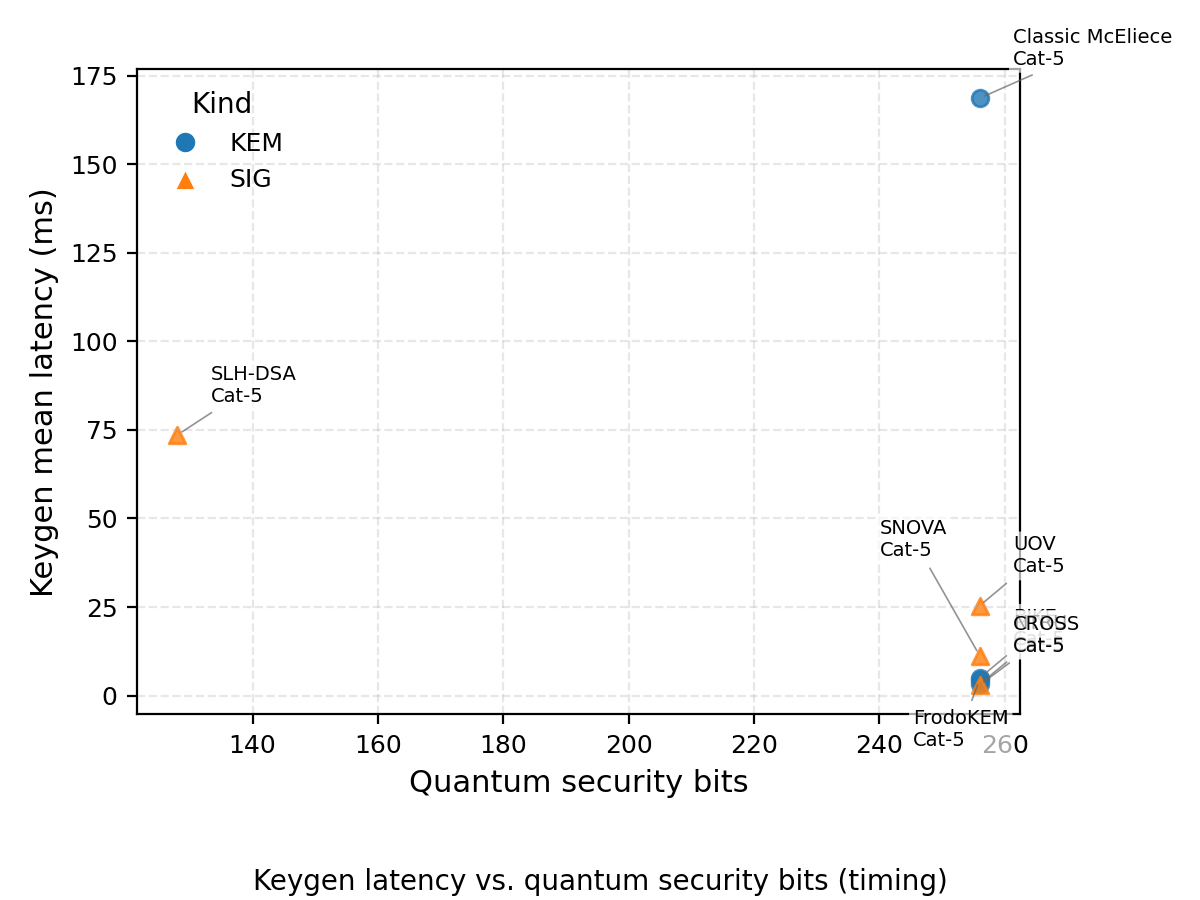 Classic McEliece
Cat-5
175
Kind
KEM
150
SIG
125
Keygen mean latency (ms)
100
SLH-DSA
Cat-5
75
50
SNOVA
Cat-5
UOV
Cat-5
25
CROSS
Cat-5
0
FrodoKEM
Cat-5
140
160
180
200
220
240
260
Quantum security bits
Keygen latency vs. quantum security bits (timing)